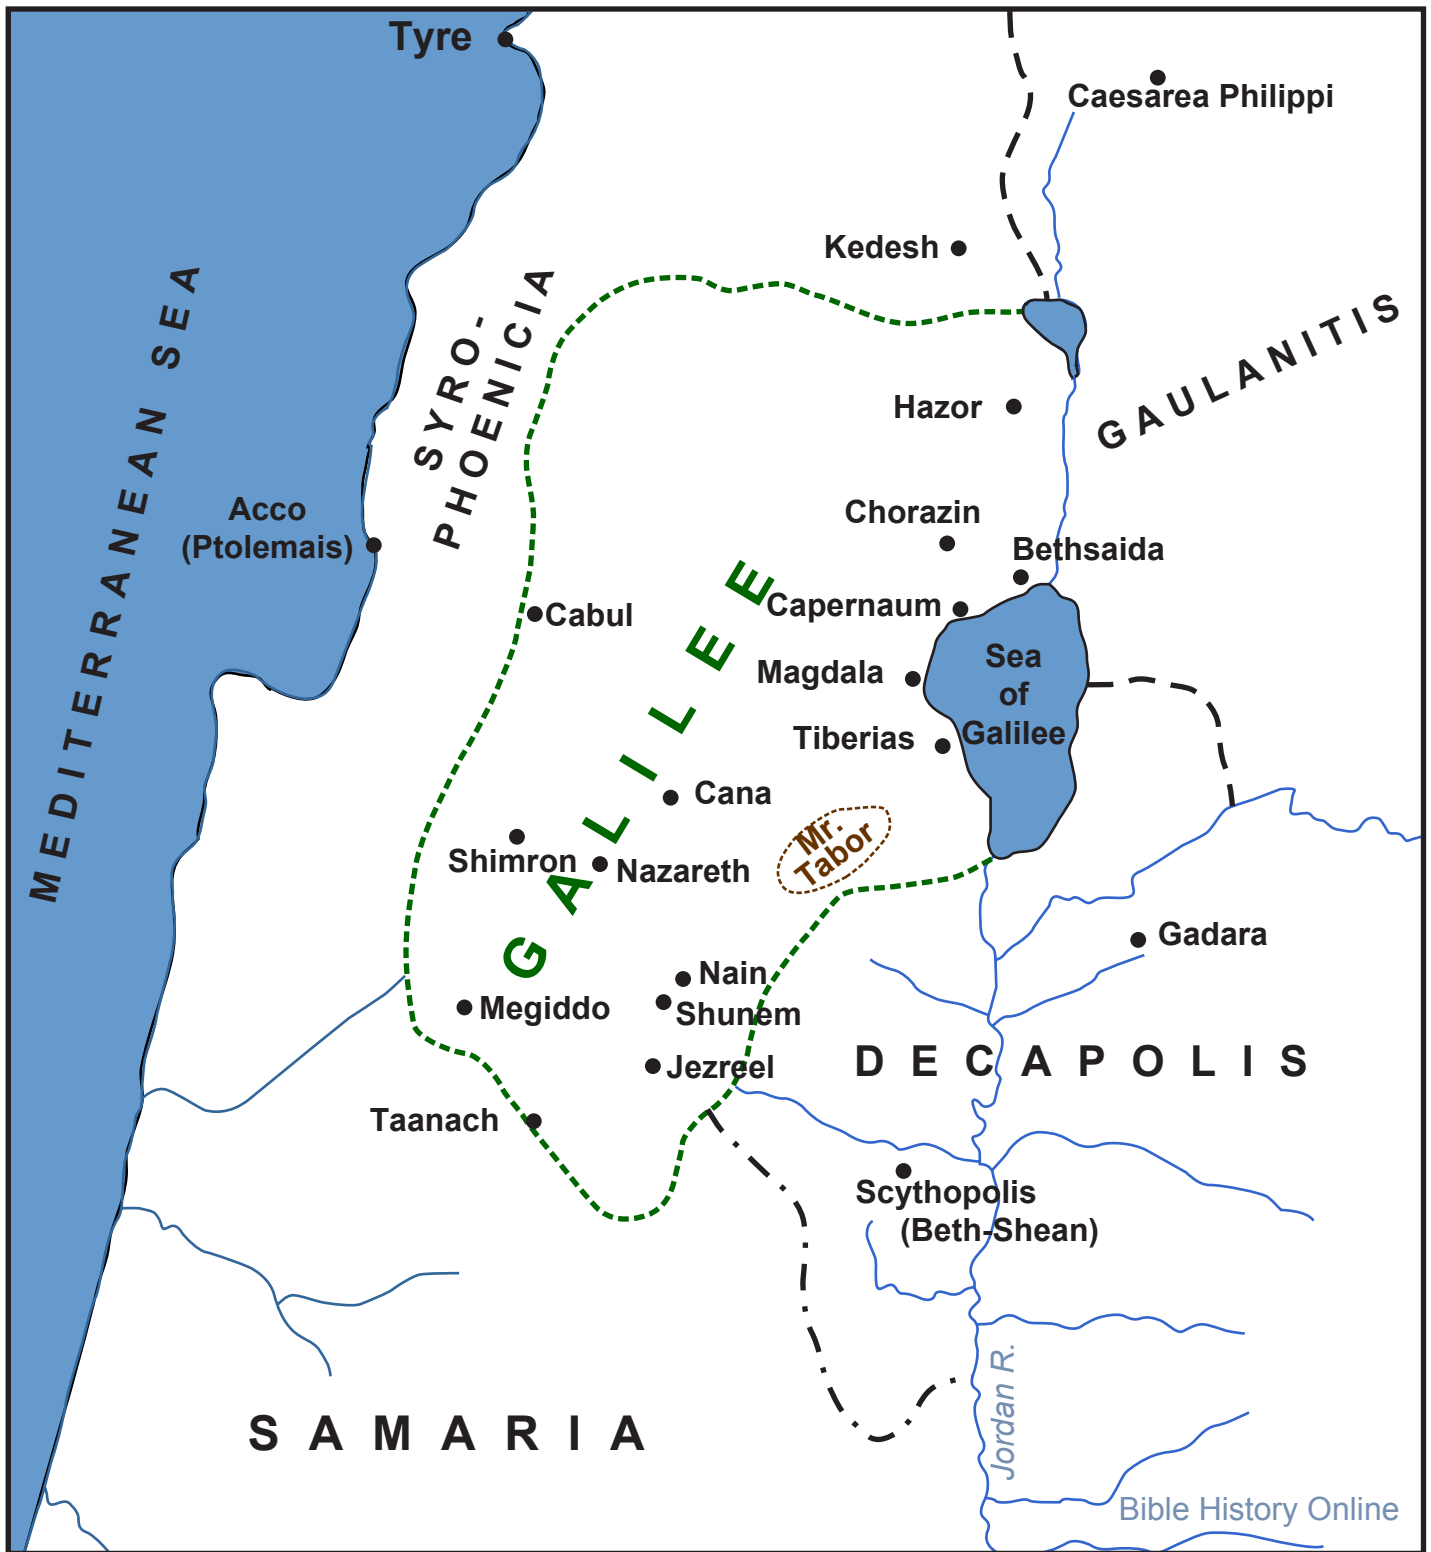 Tyre
Caesarea Philippi
Kedesh
MEDITERRANEAN SEA
SYRO-
PHOENICIA
GAULANITIS
Hazor
Acco
(Ptolemais)
Chorazin
Bethsaida
Capernaum
Cabul
GALILEE
Magdala
Sea
of
Galilee
Tiberias
Cana
Mr.
Tabor
Shimron
Nazareth
Gadara
Nain
Megiddo
Shunem
DECAPOLIS
Jezreel
Taanach
Scythopolis
(Beth-Shean)
Jordan R.
SAMARIA
Bible History Online